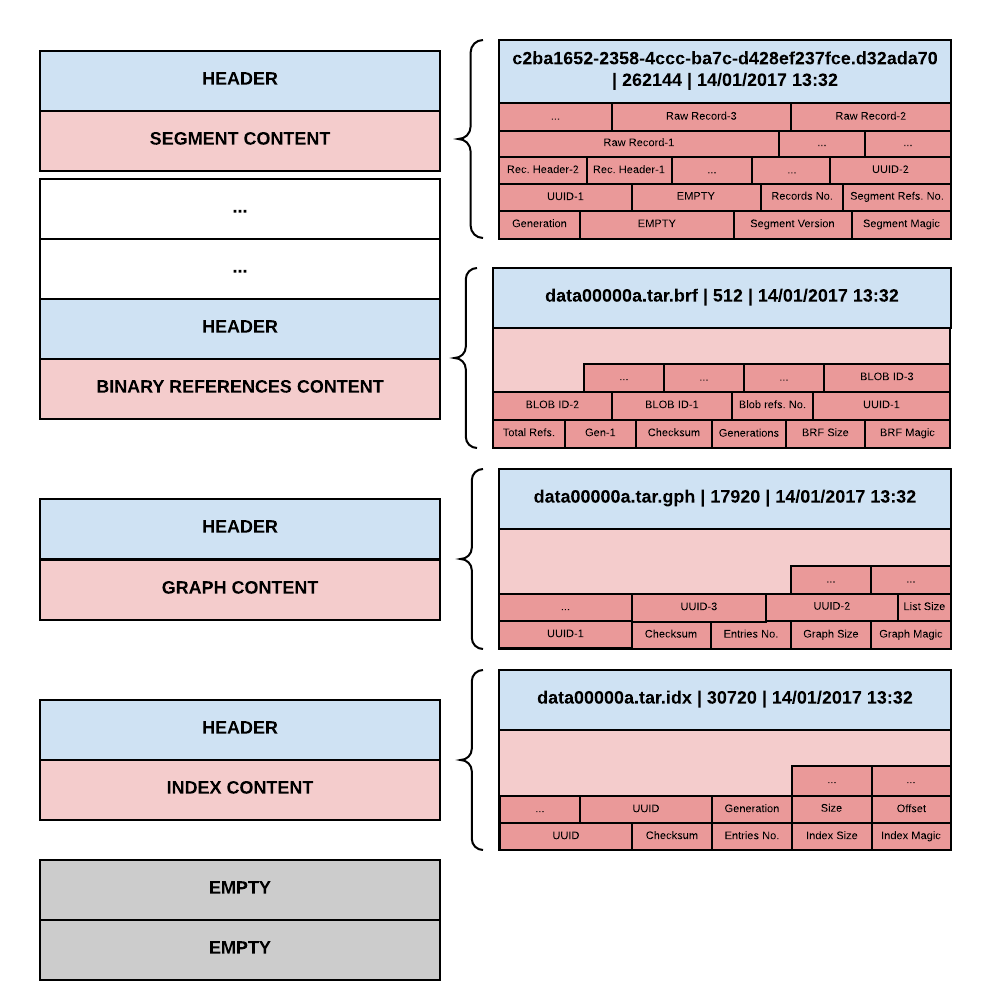 HEADER
SEGMENT CONTENT
...
...
HEADER
BINARY REFERENCES CONTENT
HEADER
GRAPH CONTENT
HEADER
INDEX CONTENT
EMPTY
EMPTY
c2ba1652-2358-4ccc-ba7c-d428ef237fce.d32ada70
| 262144 | 14/01/2017 13:32
... Raw Record-3 Raw Record-2
Raw Record-1 ... ...
Rec. Header-2 Rec. Header-1 ... ... UUID-2
UUID-1 EMPTY Records No. Segment Refs. No.
Generation EMPTY Segment Version Segment Magic
data00000a.tar.brf | 512 | 14/01/2017 13:32
... ... ... BLOB ID-3
BLOB ID-2 BLOB ID-1 Blob refs. No. UUID-1
Total Refs. Gen-1 Checksum Generations BRF Size BRF Magic
data00000a.tar.gph | 17920 | 14/01/2017 13:32
... ...
... UUID-3 UUID-2 List Size
UUID-1 Checksum Entries No. Graph Size Graph Magic
data00000a.tar.idx | 30720 | 14/01/2017 13:32
... ...
... UUID Generation Size Offset
UUID Checksum Entries No. Index Size Index Magic